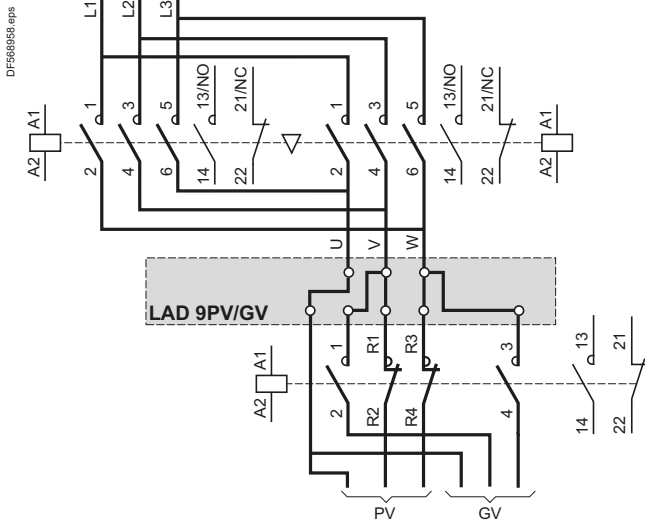 DF568958.eps
L1 L2 L3
1 3 5 13/NO 21/NC 1 3 5 13/NO 21/NC
A1 A1
A2 A2
2 4 6 14 22 2 4 6 14 22
U V W
LAD 9PV/GV
1 R1 R3 3 13 21
A1
A2
2 R2 R4 4 14 22
PV GV